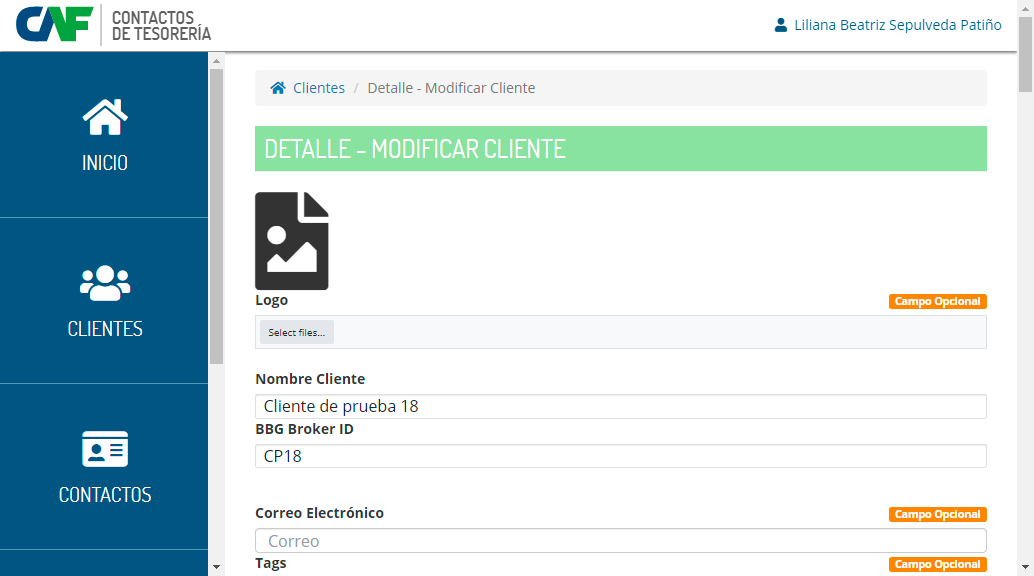 CAF
CONTACTOS
DE TESORERÍA
Liliana Beatriz Sepulveda Patiño
INICIO
CLIENTES
CONTACTOS
Clientes / Detalle - Modificar Cliente
DETALLE - MODIFICAR CLIENTE
Logo
Campo Opcional
Select files...
Nombre Cliente
Cliente de prueba 18
BBG Broker ID
CP18
Correo Electrónico
Campo Opcional
Correo
Tags
Campo Opcional